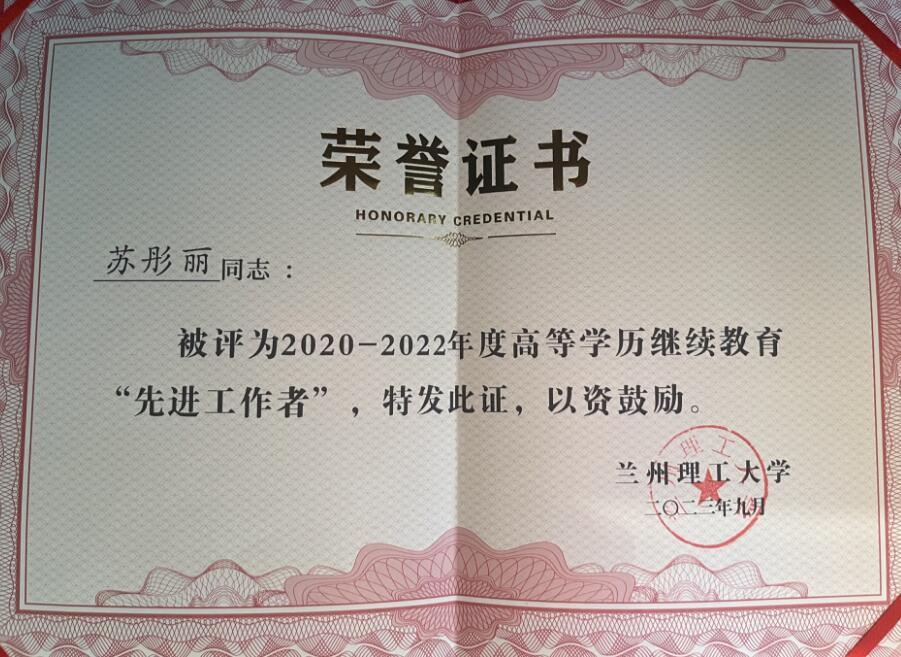 荣誉证书
HONORARY CREDENTIAL
苏彤丽同志：
被评为2020-2022年度高等学历继续教育
“先进工作者”，特发此证，以资鼓励。
兰州理工大学
二〇二三年九月